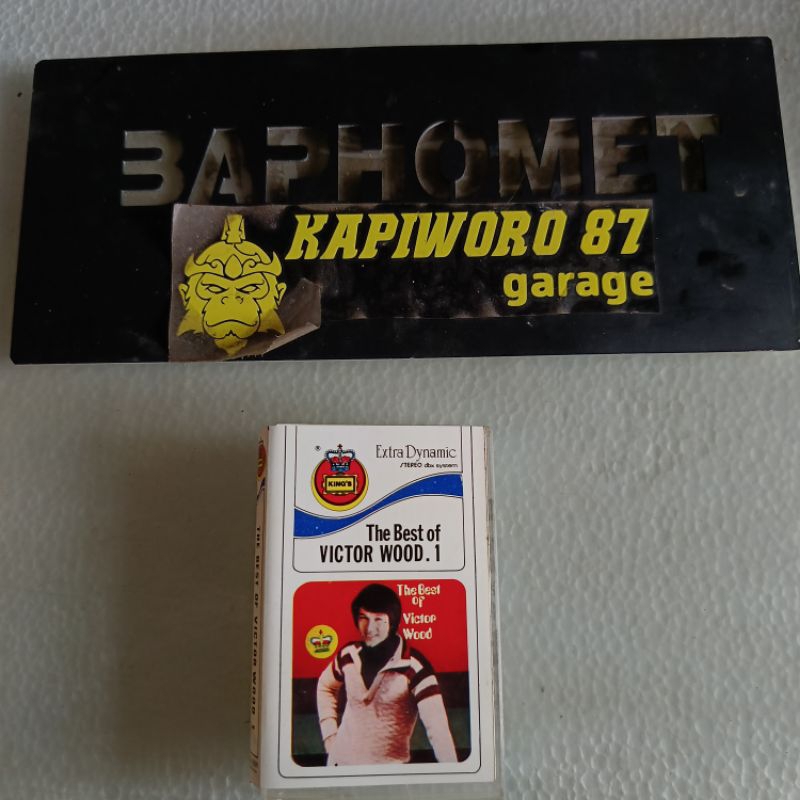 BAPHOMET
KAPIWORO 87
garage
®
KING'S
Extra Dynamic
STEREO dbx system
The Best of
VICTOR WOOD.1
The Best
Of
Victor
Wood
THE BEST OF VICTOR WOOD 1